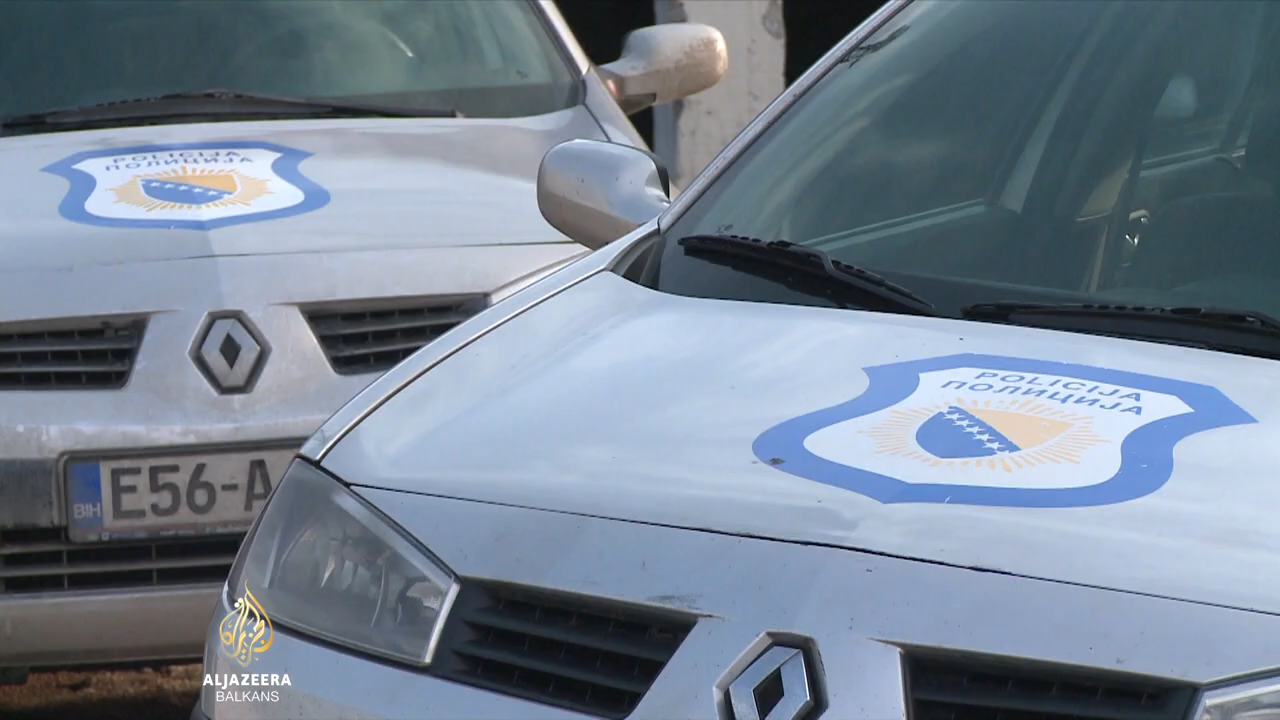 POLICIJA
ПОЛИЦИЈА
POLICIJA
ПОЛИЦИЈА
BIH E56-A
ALJAZEERA
BALKANS